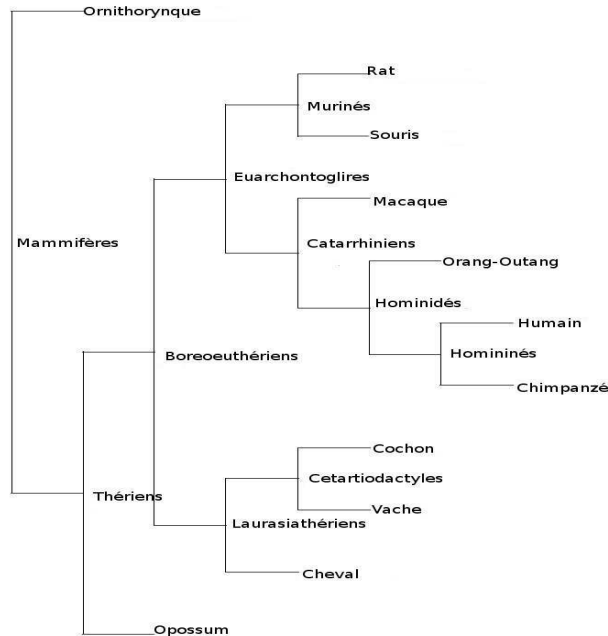 Ornithorynque
Rat
Murinés
Souris
Euarchontoglires
Macaque
Mammifères
Catarrhiniens
Orang-Outang
Hominidés
Humain
Homininés
Boreoeuthériens
Chimpanzé
Cochon
Cetartiodactyles
Thériens
Vache
Laurasiathériens
Cheval
Opossum